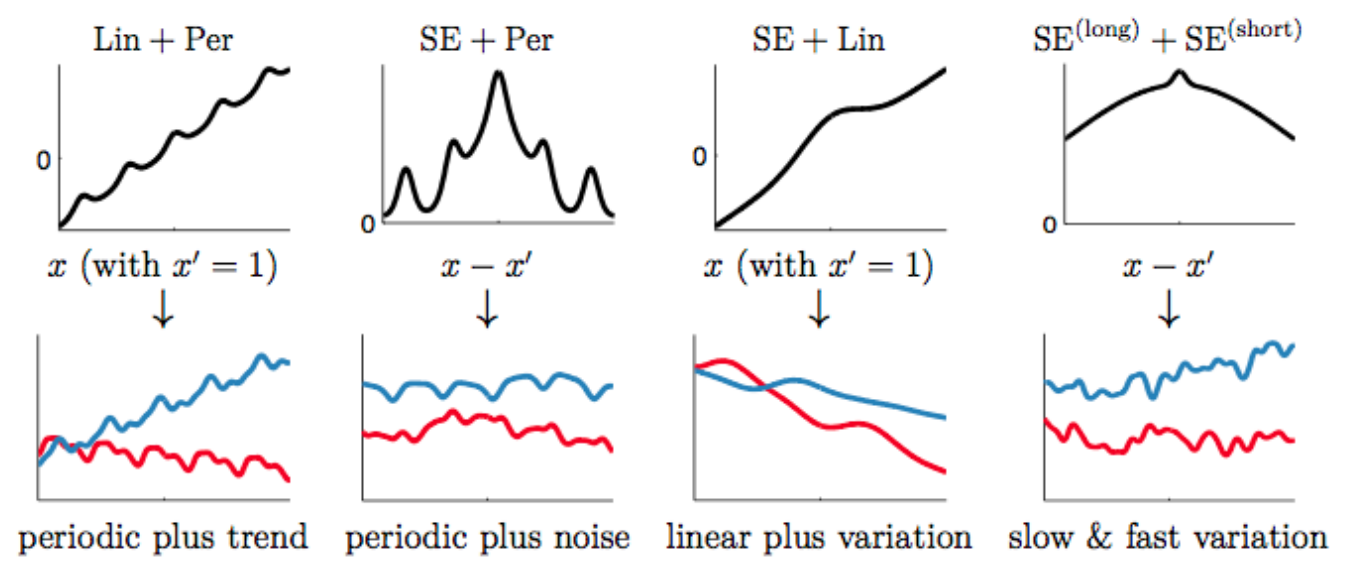 Lin + Per
SE + Per
SE + Lin
SE^(long) + SE^(short)
0
0
0
0
x (with x′ = 1)
x − x′
x (with x′ = 1)
x − x′
↓
↓
↓
↓
periodic plus trend
periodic plus noise
linear plus variation
slow & fast variation